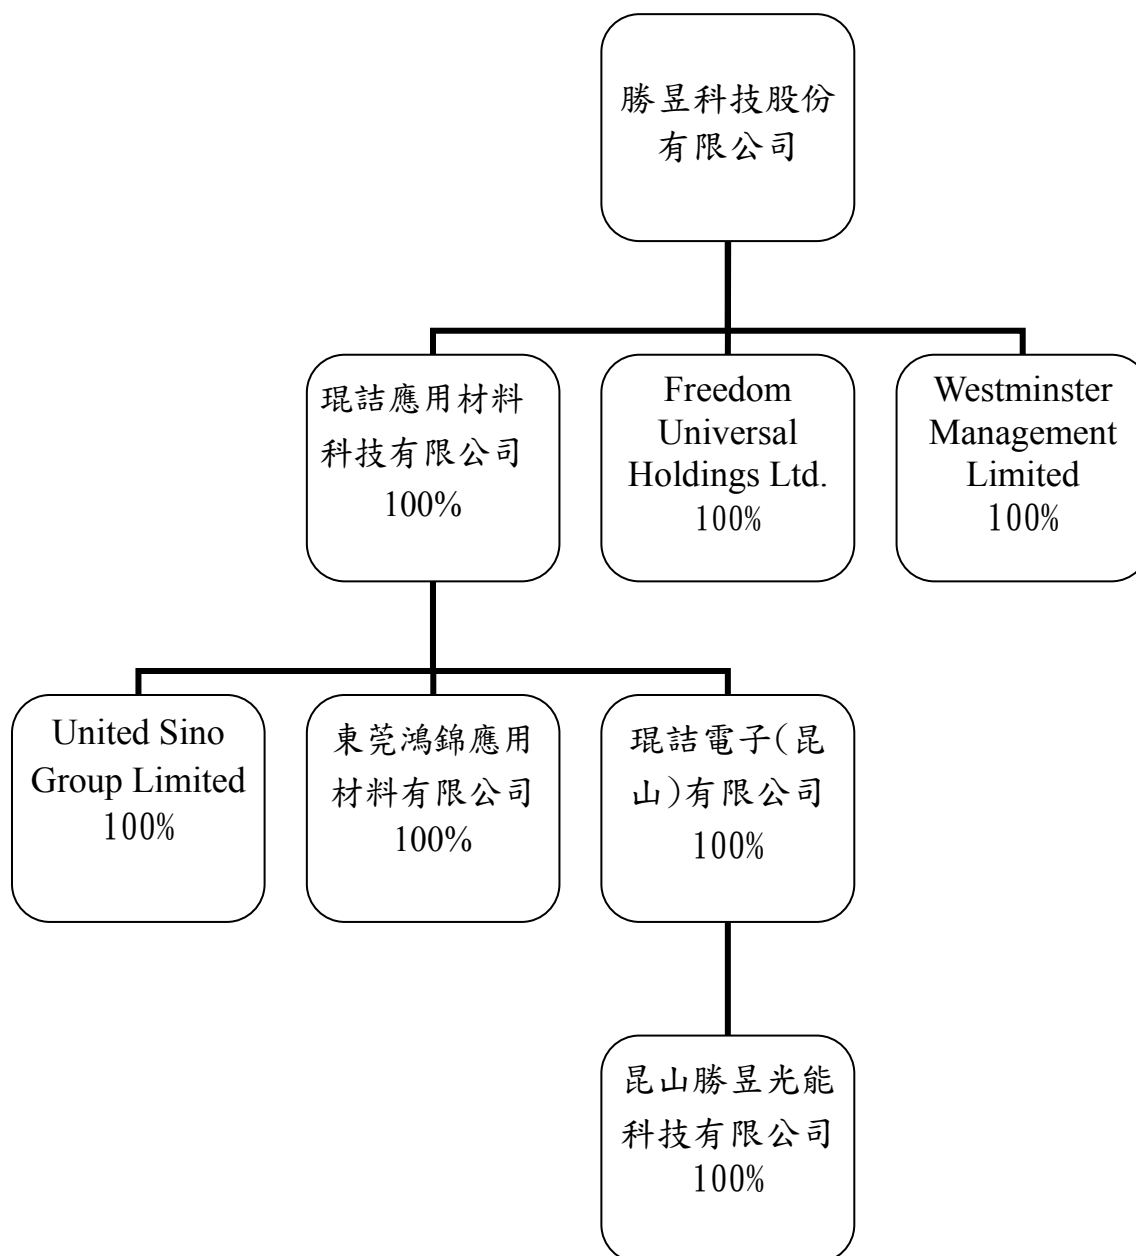 勝昱科技股份
有限公司
琨詰應用材料
科技有限公司
100%
Freedom
Universal
Holdings Ltd.
100%
Westminster
Management
Limited
100%
United Sino
Group Limited
100%
東莞鴻錦應用
材料有限公司
100%
琨詰電子(昆
山)有限公司
100%
昆山勝昱光能
科技有限公司
100%